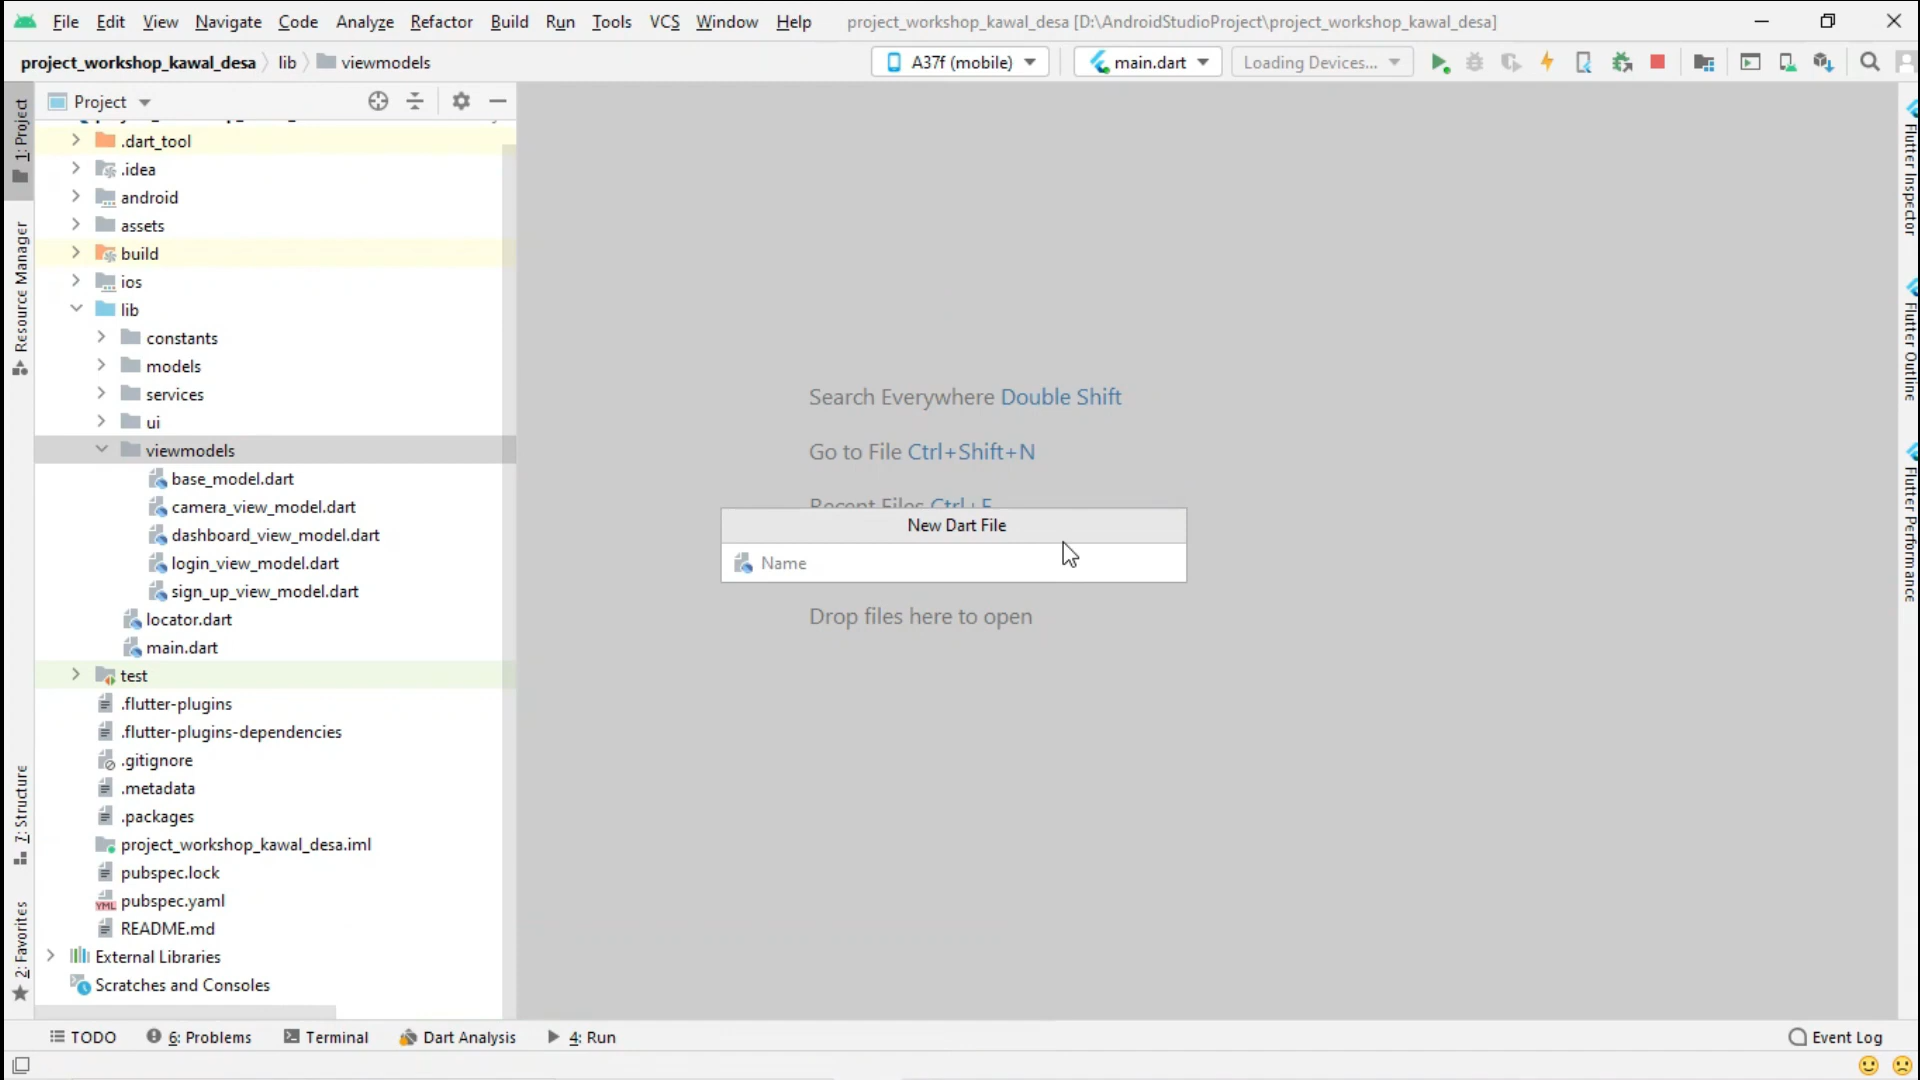 File Edit View Navigate Code Analyze Refactor Build Run Tools VCS Window Help project_workshop_kawal_desa [D:\AndroidStudioProject\project_workshop_kawal_desa]
project_workshop_kawal_desa lib viewmodels A37f (mobile) main.dart Loading Devices...
Project
.dart_tool
.idea
android
assets
build
ios
lib
constants
models
services
ui
viewmodels
base_model.dart
camera_view_model.dart
dashboard_view_model.dart
login_view_model.dart
sign_up_view_model.dart
locator.dart
main.dart
test
.flutter-plugins
.flutter-plugins-dependencies
.gitignore
.metadata
.packages
project_workshop_kawal_desa.iml
pubspec.lock
pubspec.yaml
README.md
External Libraries
Scratches and Consoles
1: Project
Resource Manager
7: Structure
2: Favorites
Search Everywhere Double Shift
Go to File Ctrl+Shift+N
Recent Files Ctrl+E
New Dart File
Name
Drop files here to open
Flutter Inspector
Flutter Outline
Flutter Performance
TODO 6: Problems Terminal Dart Analysis 4: Run Event Log